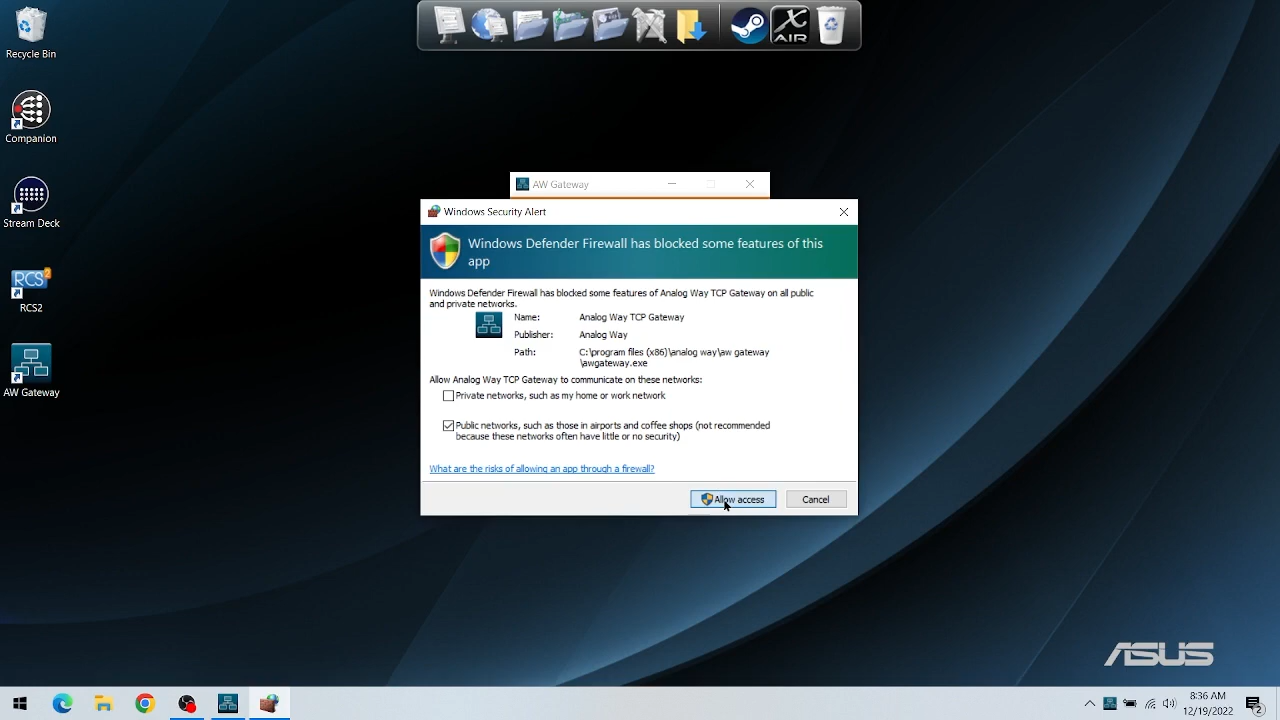 Recycle Bin
Companion
Stream Deck
RCS2
RCS2
AW Gateway
X
AIR
AW Gateway
Windows Security Alert
Windows Defender Firewall has blocked some features of this
app
Windows Defender Firewall has blocked some features of Analog Way TCP Gateway on all public
and private networks.
Name: Analog Way TCP Gateway
Publisher: Analog Way
Path: C:\program files (x86)\analog way\aw gateway
\awgateway.exe
Allow Analog Way TCP Gateway to communicate on these networks:
Private networks, such as my home or work network
Public networks, such as those in airports and coffee shops (not recommended
because these networks often have little or no security)
What are the risks of allowing an app through a firewall?
Allow access Cancel
ASUS
8:36 AM
12/19/2022
2